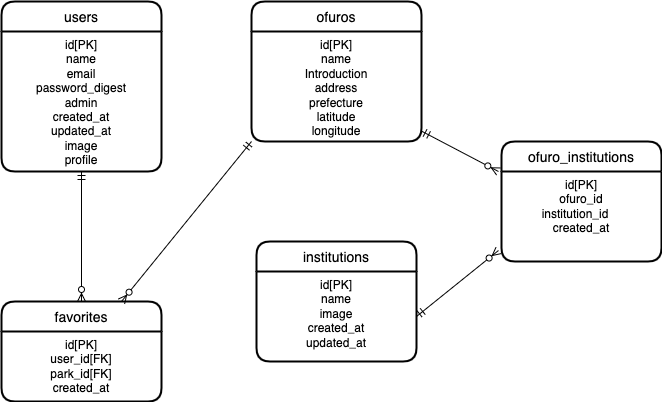 users
id[PK]
name
email
password_digest
admin
created_at
updated_at
image
profile
ofuros
id[PK]
name
Introduction
address
prefecture
latitude
longitude
ofuro_institutions
id[PK]
ofuro_id
institution_id
created_at
institutions
id[PK]
name
image
created_at
updated_at
favorites
id[PK]
user_id[FK]
park_id[FK]
created_at